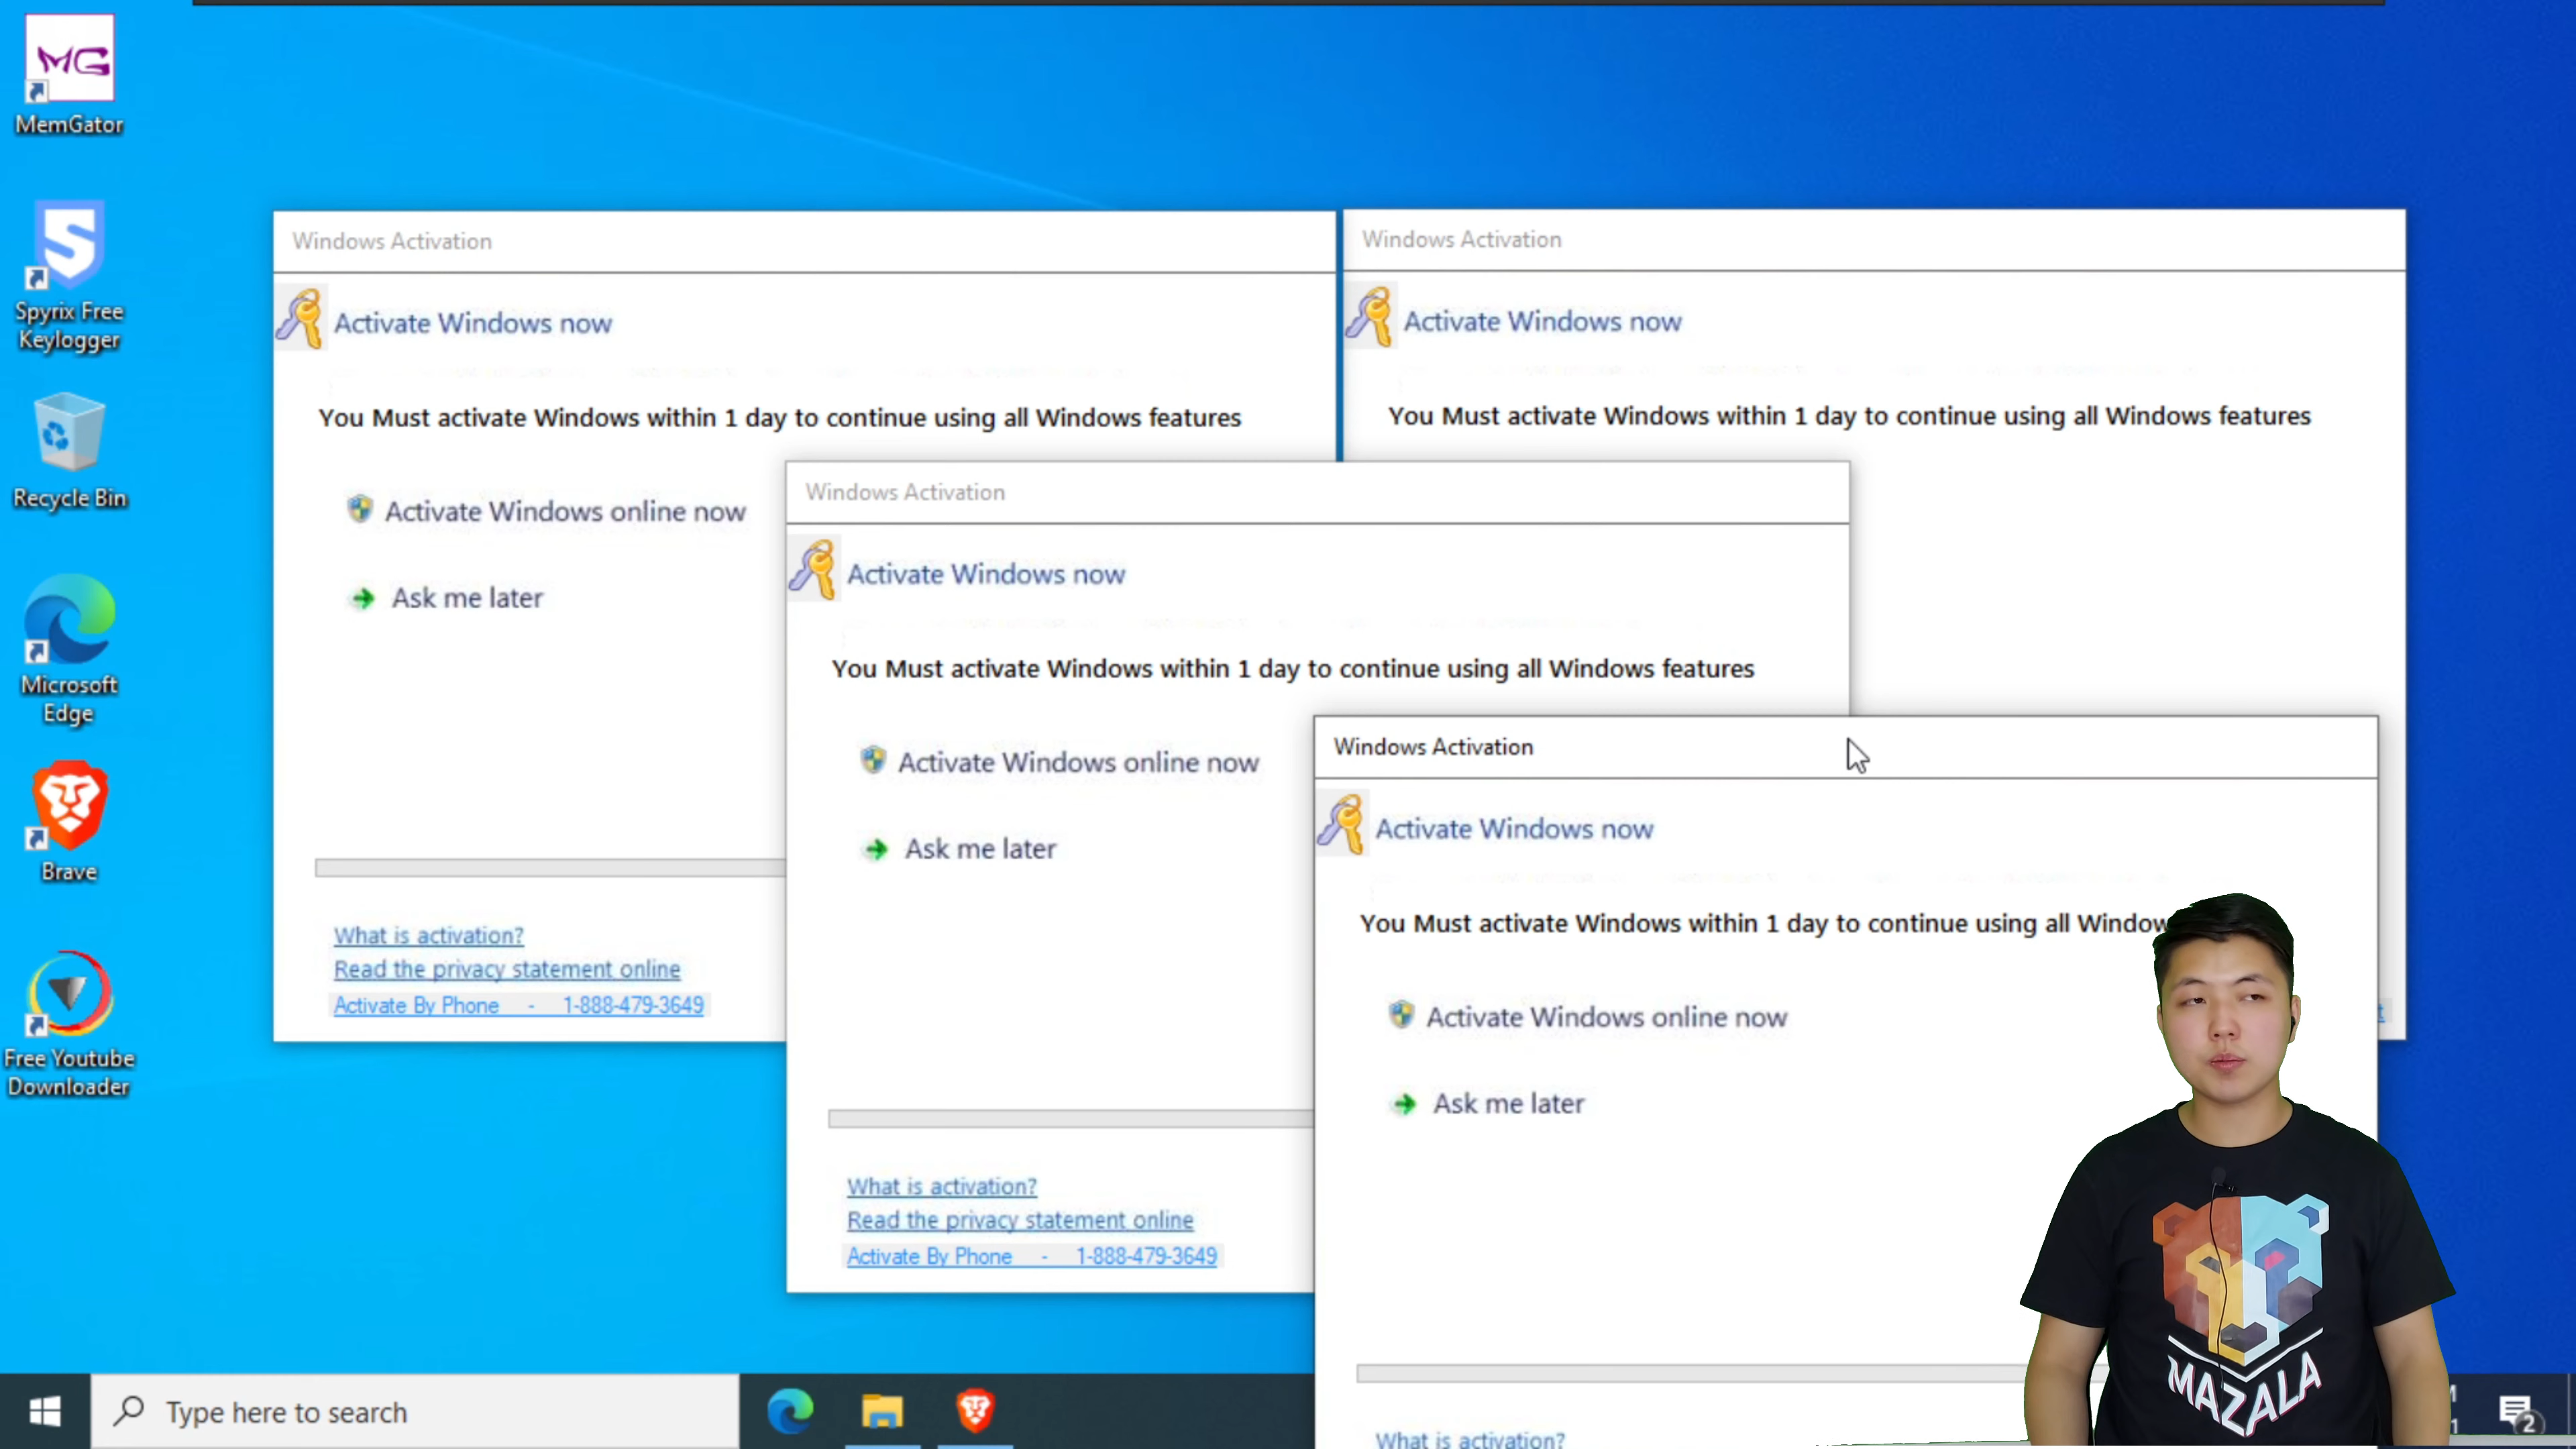 MG
MemGator
Spyrix Free
Keylogger
Recycle Bin
Microsoft
Edge
Brave
Free Youtube
Downloader
Windows Activation
Activate Windows now
You Must activate Windows within 1 day to continue using all Windows features
Activate Windows online now
Ask me later
What is activation?
Read the privacy statement online
Activate By Phone - 1-888-479-3649
Windows Activation
Activate Windows now
You Must activate Windows within 1 day to continue using all Windows features
Windows Activation
Activate Windows now
You Must activate Windows within 1 day to continue using all Windows features
Activate Windows online now
Ask me later
What is activation?
Read the privacy statement online
Activate By Phone - 1-888-479-3649
Windows Activation
Activate Windows now
You Must activate Windows within 1 day to continue using all Window
Activate Windows online now
Ask me later
What is activation?
MAZALA
Type here to search
2